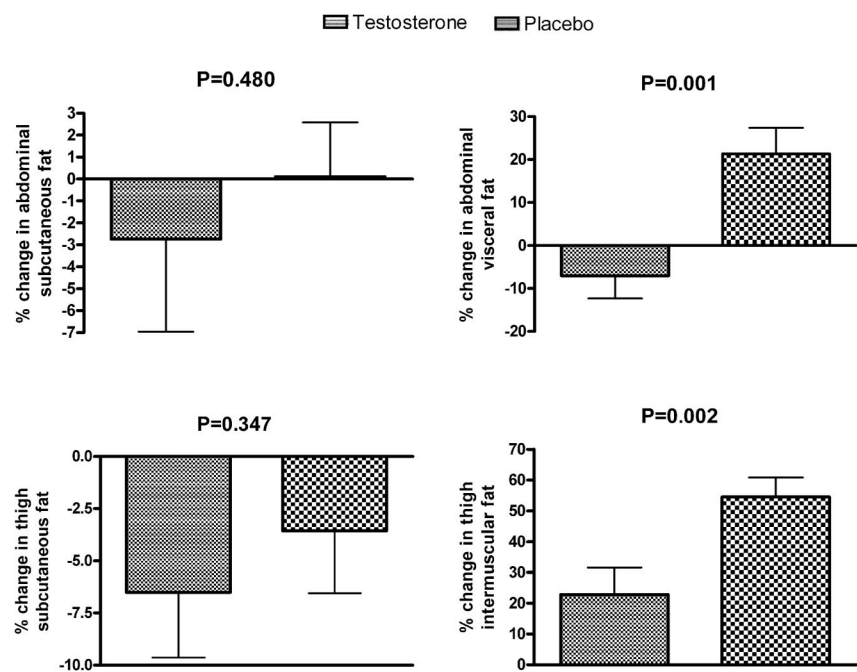 Testosterone Placebo
P=0.480
% change in abdominal
subcutaneous fat
3
2
1
0
-1
-2
-3
-4
-5
-6
-7
P=0.001
% change in abdominal
visceral fat
30
20
10
0
-10
-20
P=0.347
% change in thigh
subcutaneous fat
0.0
-2.5
-5.0
-7.5
-10.0
P=0.002
% change in thigh
intermuscular fat
70
60
50
40
30
20
10
0